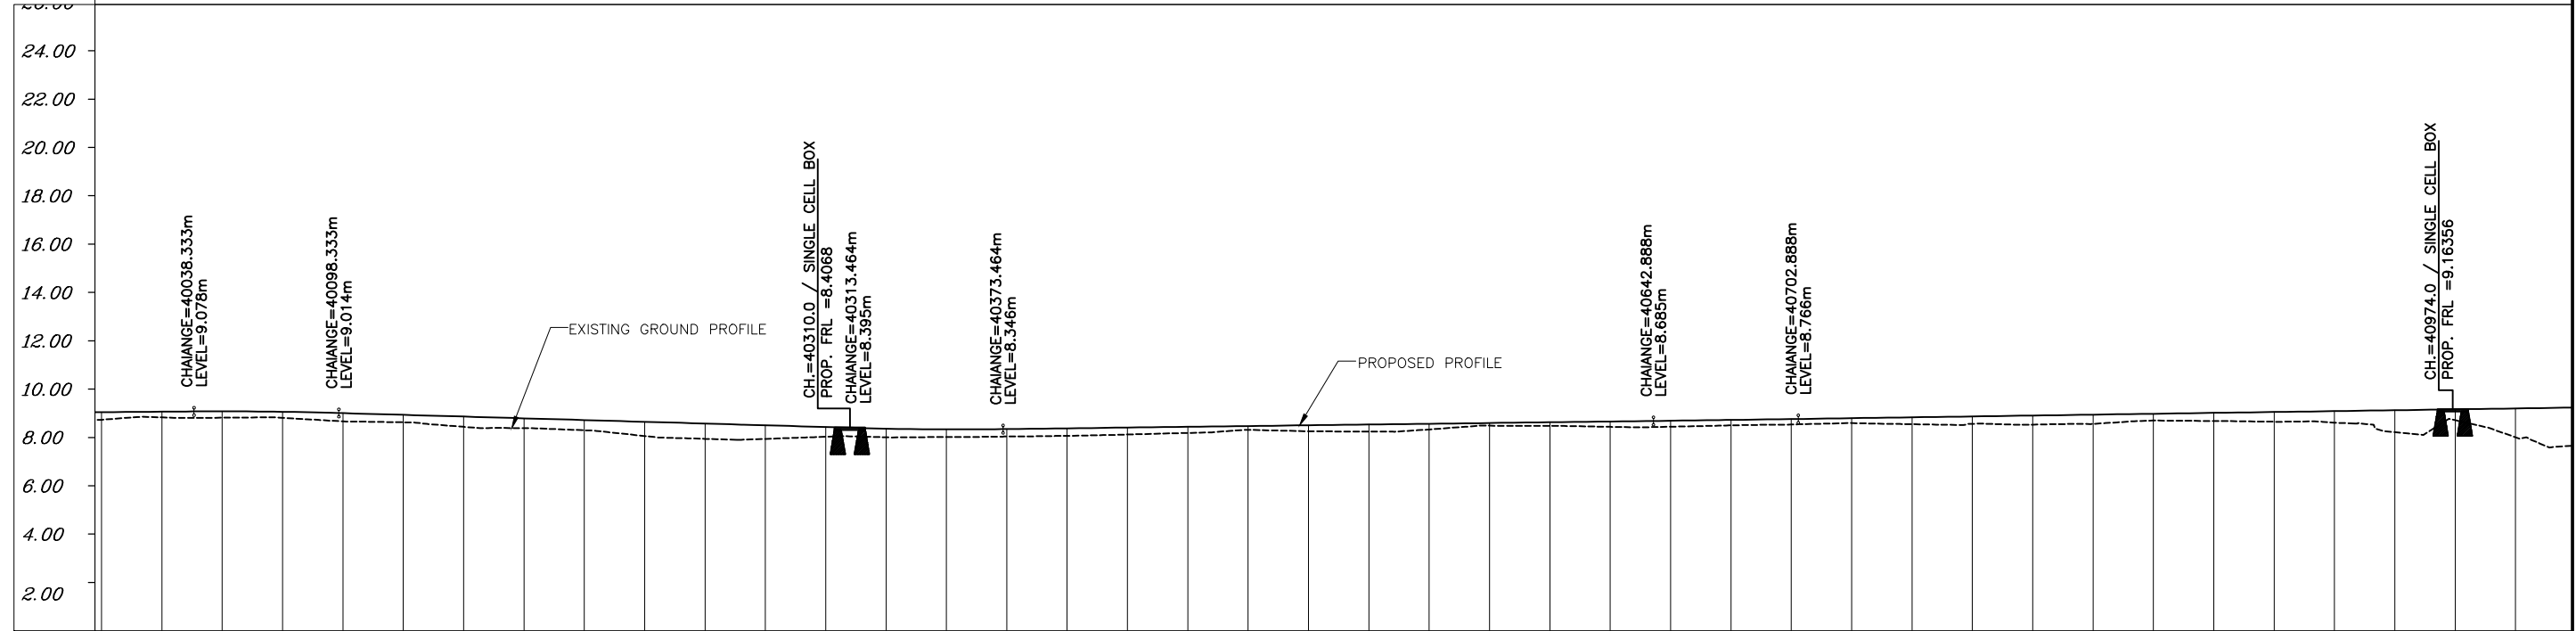 24.00
22.00
20.00
18.00
16.00
14.00
12.00
10.00
8.00
6.00
4.00
2.00
CHAIANGE=40038.333m
LEVEL=9.078m
CHAIANGE=40098.333m
LEVEL=9.014m
EXISTING GROUND PROFILE
CH.=40310.0 / SINGLE CELL BOX
PROP. FRL =8.4068
CHAIANGE=40313.464m
LEVEL=8.395m
CHAIANGE=40373.464m
LEVEL=8.346m
PROPOSED PROFILE
CHAIANGE=40642.888m
LEVEL=8.685m
CHAIANGE=40702.888m
LEVEL=8.766m
CH.=40974.0 / SINGLE CELL BOX
PROP. FRL =9.16356